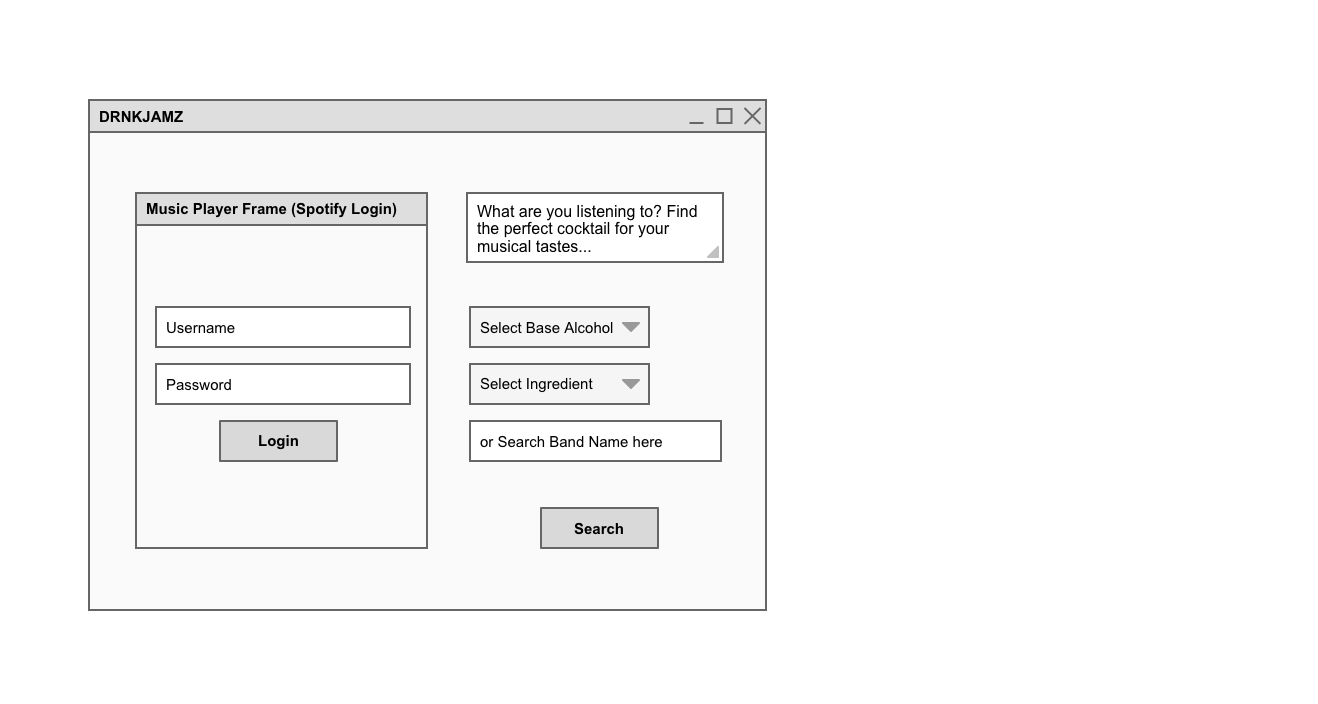 DRNKJAMZ
Music Player Frame (Spotify Login)
Username
Password
Login
What are you listening to? Find
the perfect cocktail for your
musical tastes...
Select Base Alcohol
Select Ingredient
or Search Band Name here
Search